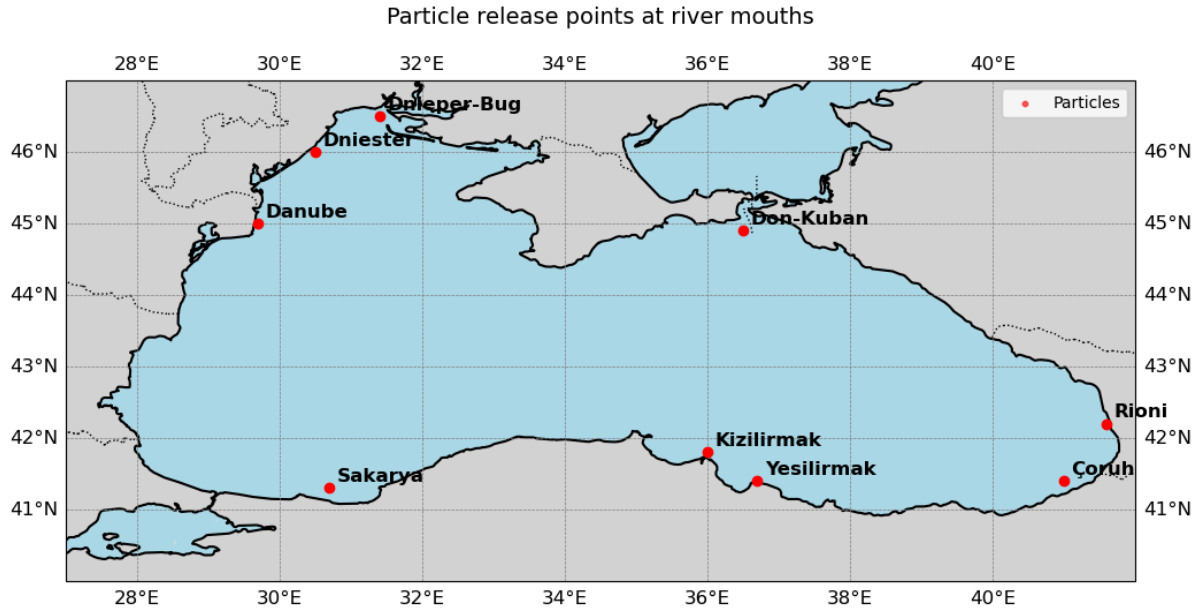 Particle release points at river mouths
28°E 30°E 32°E 34°E 36°E 38°E 40°E
Particles
Dnieper-Bug
Dniester
46°N 46°N
Danube
Don-Kuban
45°N 45°N
44°N 44°N
43°N 43°N
Rioni
Kizilirmak
42°N 42°N
Sakarya
Yesilirmak
Çoruh
41°N 41°N
28°E 30°E 32°E 34°E 36°E 38°E 40°E